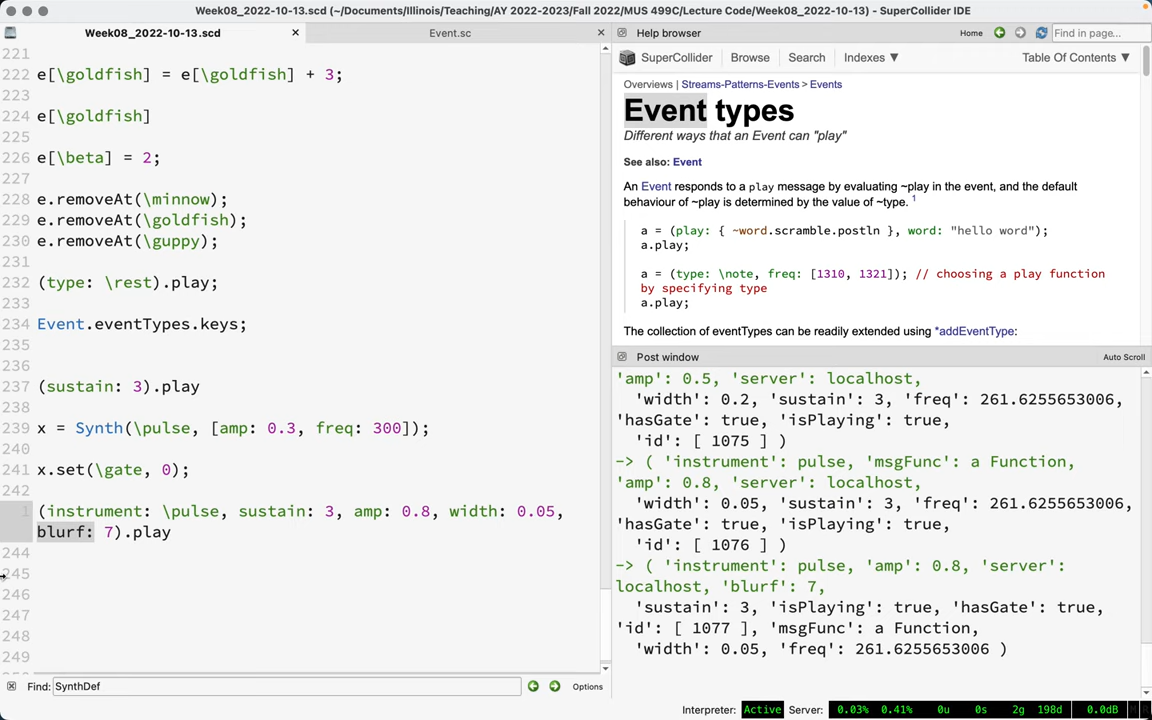 Week08_2022-10-13.scd (~/Documents/Illinois/Teaching/AY 2022-2023/Fall 2022/MUS 499C/Lecture Code/Week08_2022-10-13) - SuperCollider IDE
Week08_2022-10-13.scd
Event.sc
221
222 e[\goldfish] = e[\goldfish] + 3;
223
224 e[\goldfish]
225
226 e[\beta] = 2;
227
228 e.removeAt(\minnow);
229 e.removeAt(\goldfish);
230 e.removeAt(\guppy);
231
232 (type: \rest).play;
233
234 Event.eventTypes.keys;
235
236
237 (sustain: 3).play
238
239 x = Synth(\pulse, [amp: 0.3, freq: 300]);
240
241 x.set(\gate, 0);
242
1 (instrument: \pulse, sustain: 3, amp: 0.8, width: 0.05,
blurf: 7).play
244
245
246
247
248
249
Find: SynthDef
Options
Help browser
Home
Find in page...
SuperCollider Browse Search Indexes ▼ Table Of Contents ▼
Overviews | Streams-Patterns-Events > Events
Event types
Different ways that an Event can "play"
See also: Event
An Event responds to a play message by evaluating ~play in the event, and the default
behaviour of ~play is determined by the value of ~type. 1
a = (play: { ~word.scramble.postln }, word: "hello word");
a.play;
a = (type: \note, freq: [1310, 1321]); // choosing a play function
by specifying type
a.play;
The collection of eventTypes can be readily extended using *addEventType:
Post window
Auto Scroll
'amp': 0.5, 'server': localhost,
'width': 0.2, 'sustain': 3, 'freq': 261.6255653006,
'hasGate': true, 'isPlaying': true,
'id': [ 1075 ] )
-> ( 'instrument': pulse, 'msgFunc': a Function,
'amp': 0.8, 'server': localhost,
'width': 0.05, 'sustain': 3, 'freq': 261.6255653006,
'hasGate': true, 'isPlaying': true,
'id': [ 1076 ] )
-> ( 'instrument': pulse, 'amp': 0.8, 'server':
localhost, 'blurf': 7,
'sustain': 3, 'isPlaying': true, 'hasGate': true,
'id': [ 1077 ], 'msgFunc': a Function,
'width': 0.05, 'freq': 261.6255653006 )
Interpreter: Active Server: 0.03% 0.41% 0u 0s 2g 198d 0.0dB